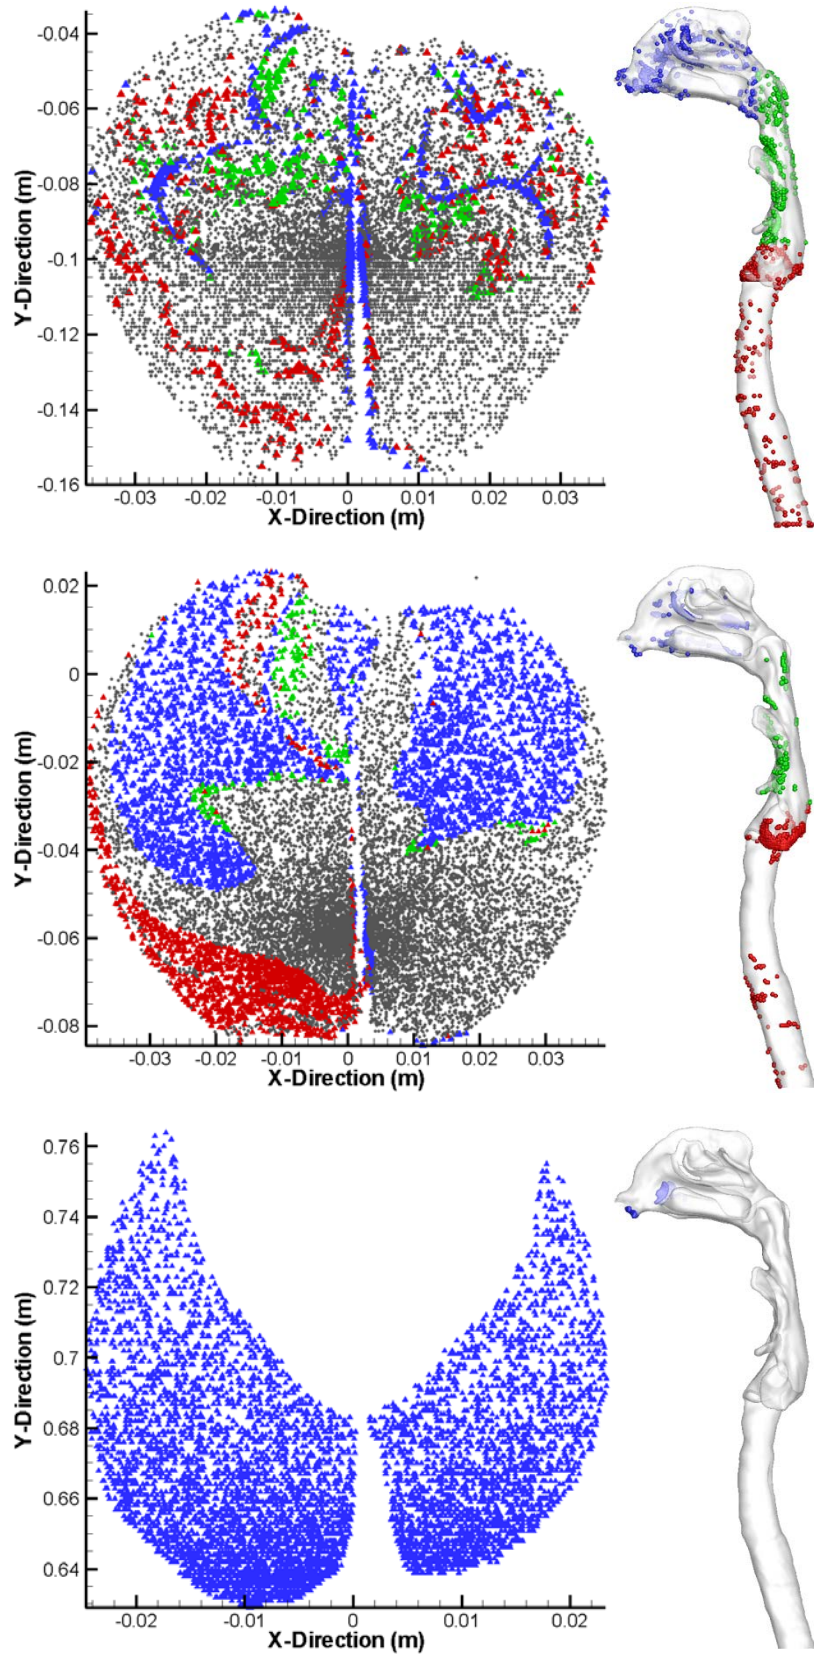 -0.04
-0.06
-0.08
-0.1
-0.12
-0.14
-0.16
Y-Direction (m)
-0.03 -0.02 -0.01 0 0.01 0.02 0.03
X-Direction (m)
0.02
0
-0.02
-0.04
-0.06
-0.08
Y-Direction (m)
-0.03 -0.02 -0.01 0 0.01 0.02 0.03
X-Direction (m)
0.76
0.74
0.72
0.7
0.68
0.66
0.64
Y-Direction (m)
-0.02 -0.01 0 0.01 0.02
X-Direction (m)